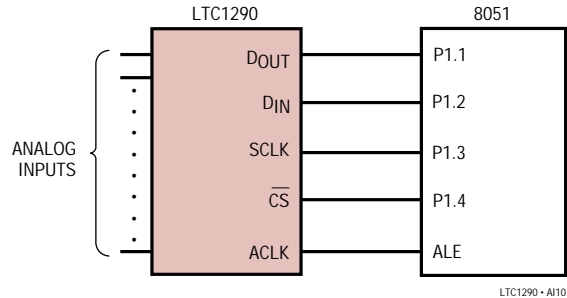 LTC1290
8051
ANALOG
INPUTS
DOUT
P1.1
DIN
P1.2
SCLK
P1.3
CS
P1.4
ACLK
ALE
LTC1290 • AI10